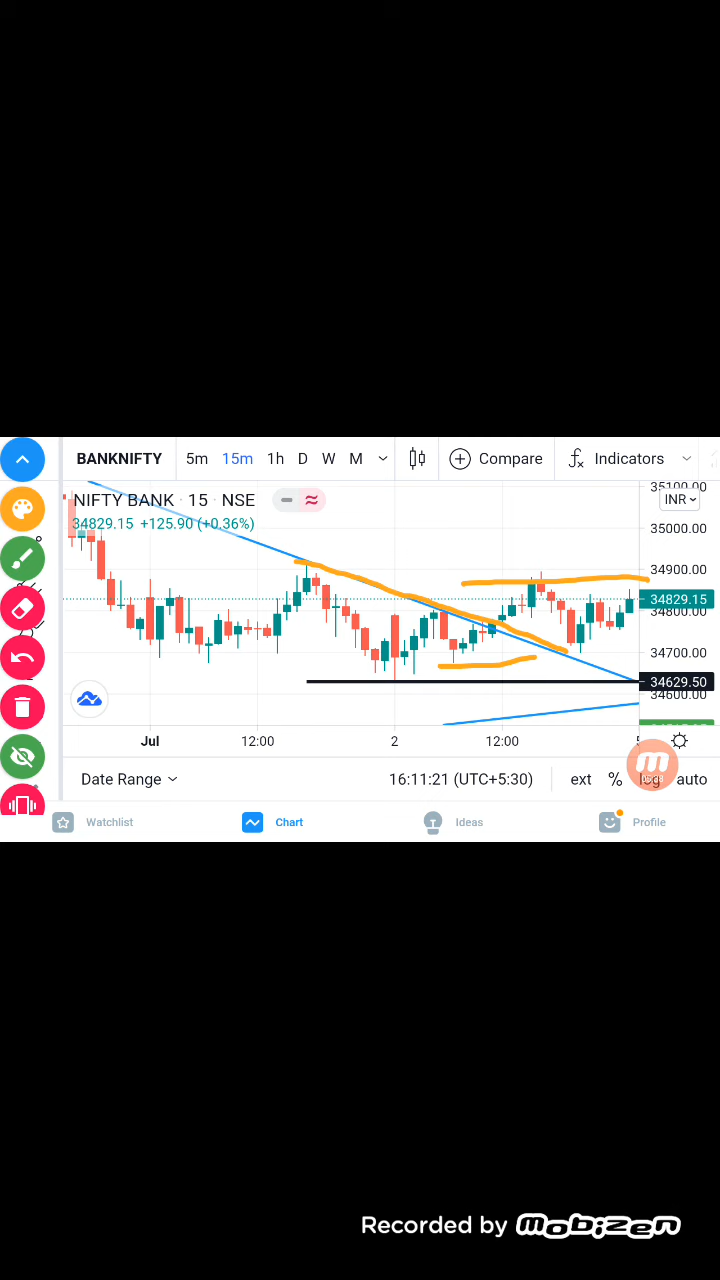 BANKNIFTY 5m 15m 1h D W M Compare Indicators
35100.00
NIFTY BANK · 15 · NSE INR
34829.15 +125.90 (+0.36%)
35000.00
34900.00
34829.15
34800.00
34700.00
34629.50
34600.00
Jul 12:00 2 12:00
Date Range 16:11:21 (UTC+5:30) ext % log auto
Watchlist Chart Ideas Profile
Recorded by mobizen